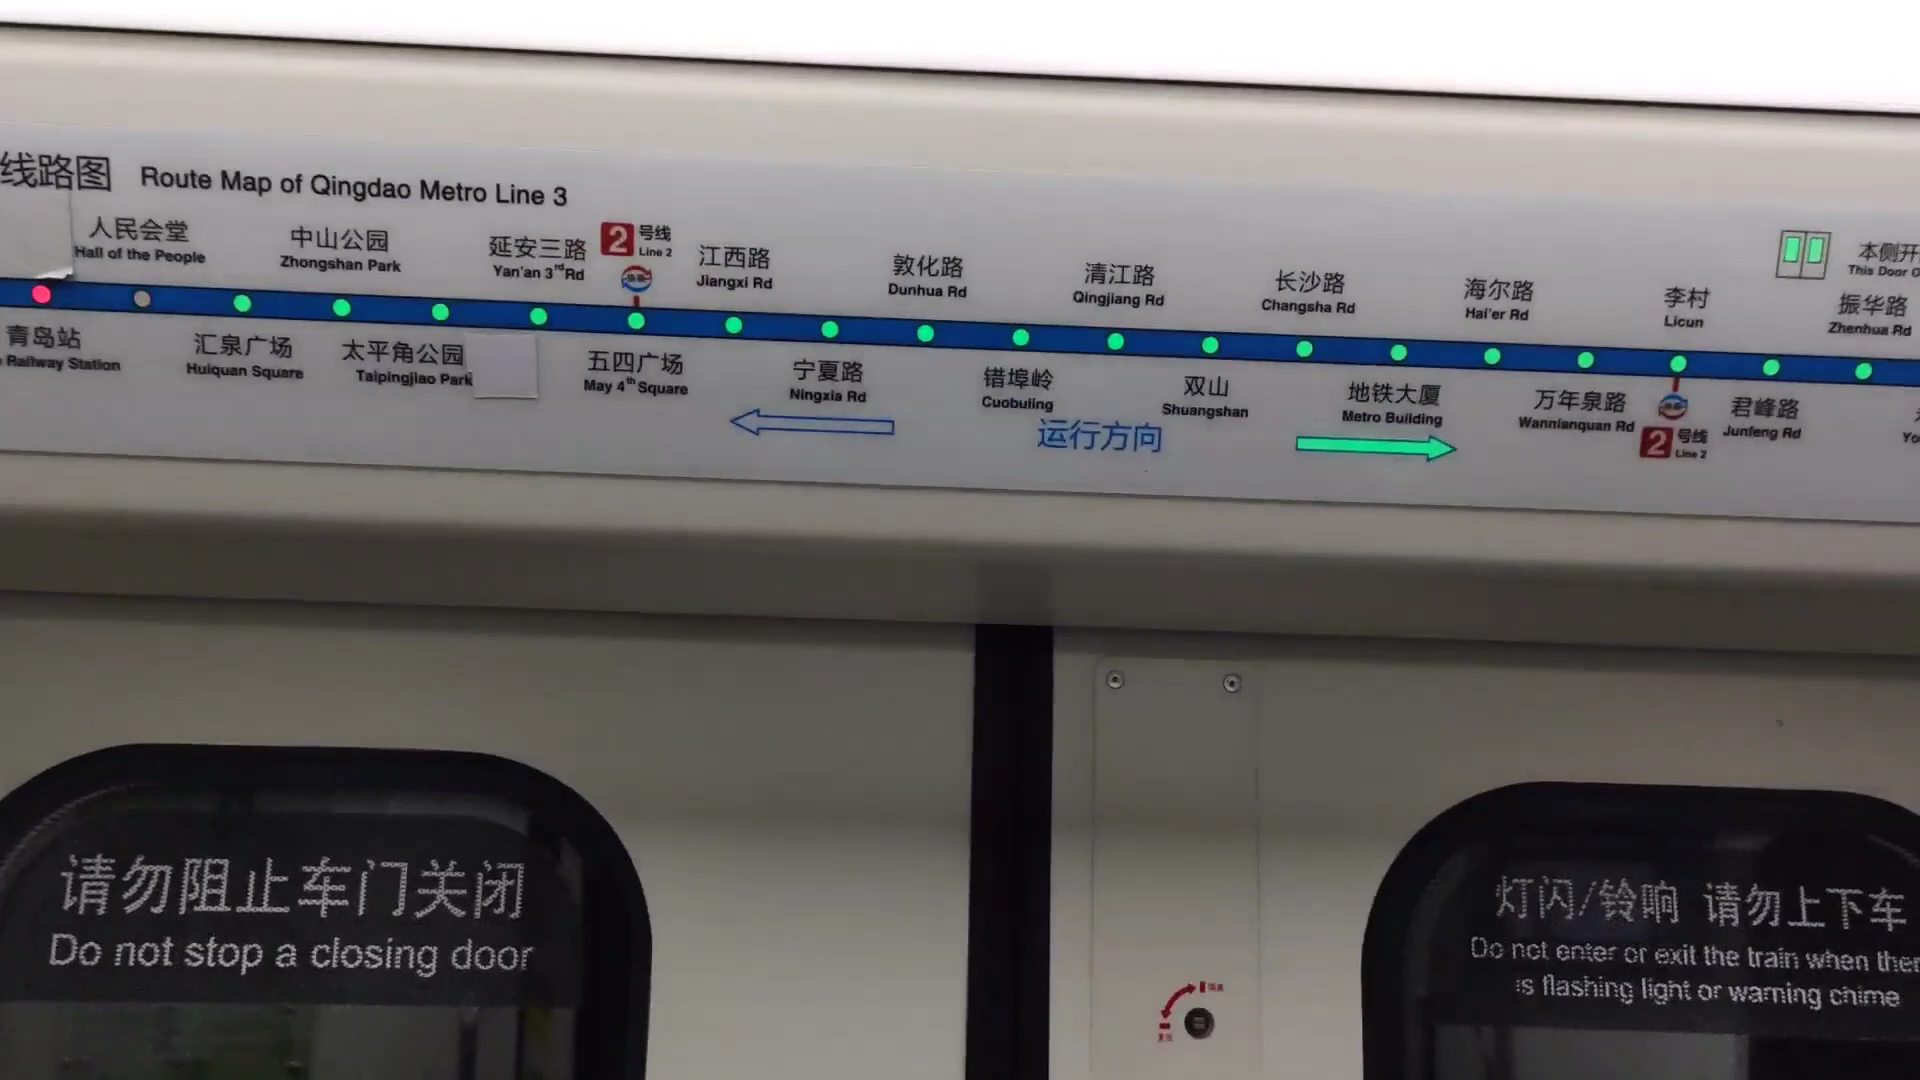 线路图 Route Map of Qingdao Metro Line 3
人民会堂
Hall of the People
中山公园
Zhongshan Park
延安三路
Yan'an 3rd Rd
2 号线
Line 2
江西路
Jiangxi Rd
敦化路
Dunhua Rd
清江路
Qingjiang Rd
长沙路
Changsha Rd
海尔路
Hai'er Rd
李村
Licun
本侧开
This Door O
振华路
Zhenhua Rd
青岛站
Railway Station
汇泉广场
Huiquan Square
太平角公园
Taipingjiao Park
五四广场
May 4th Square
宁夏路
Ningxia Rd
错埠岭
Cuobuling
双山
Shuangshan
地铁大厦
Metro Building
万年泉路
Wannianquan Rd
2 号线
Line 2
君峰路
Junfeng Rd
Yo
运行方向
请勿阻止车门关闭
Do not stop a closing door
灯闪/铃响 请勿上下车
Do not enter or exit the train when ther
is flashing light or warning chime